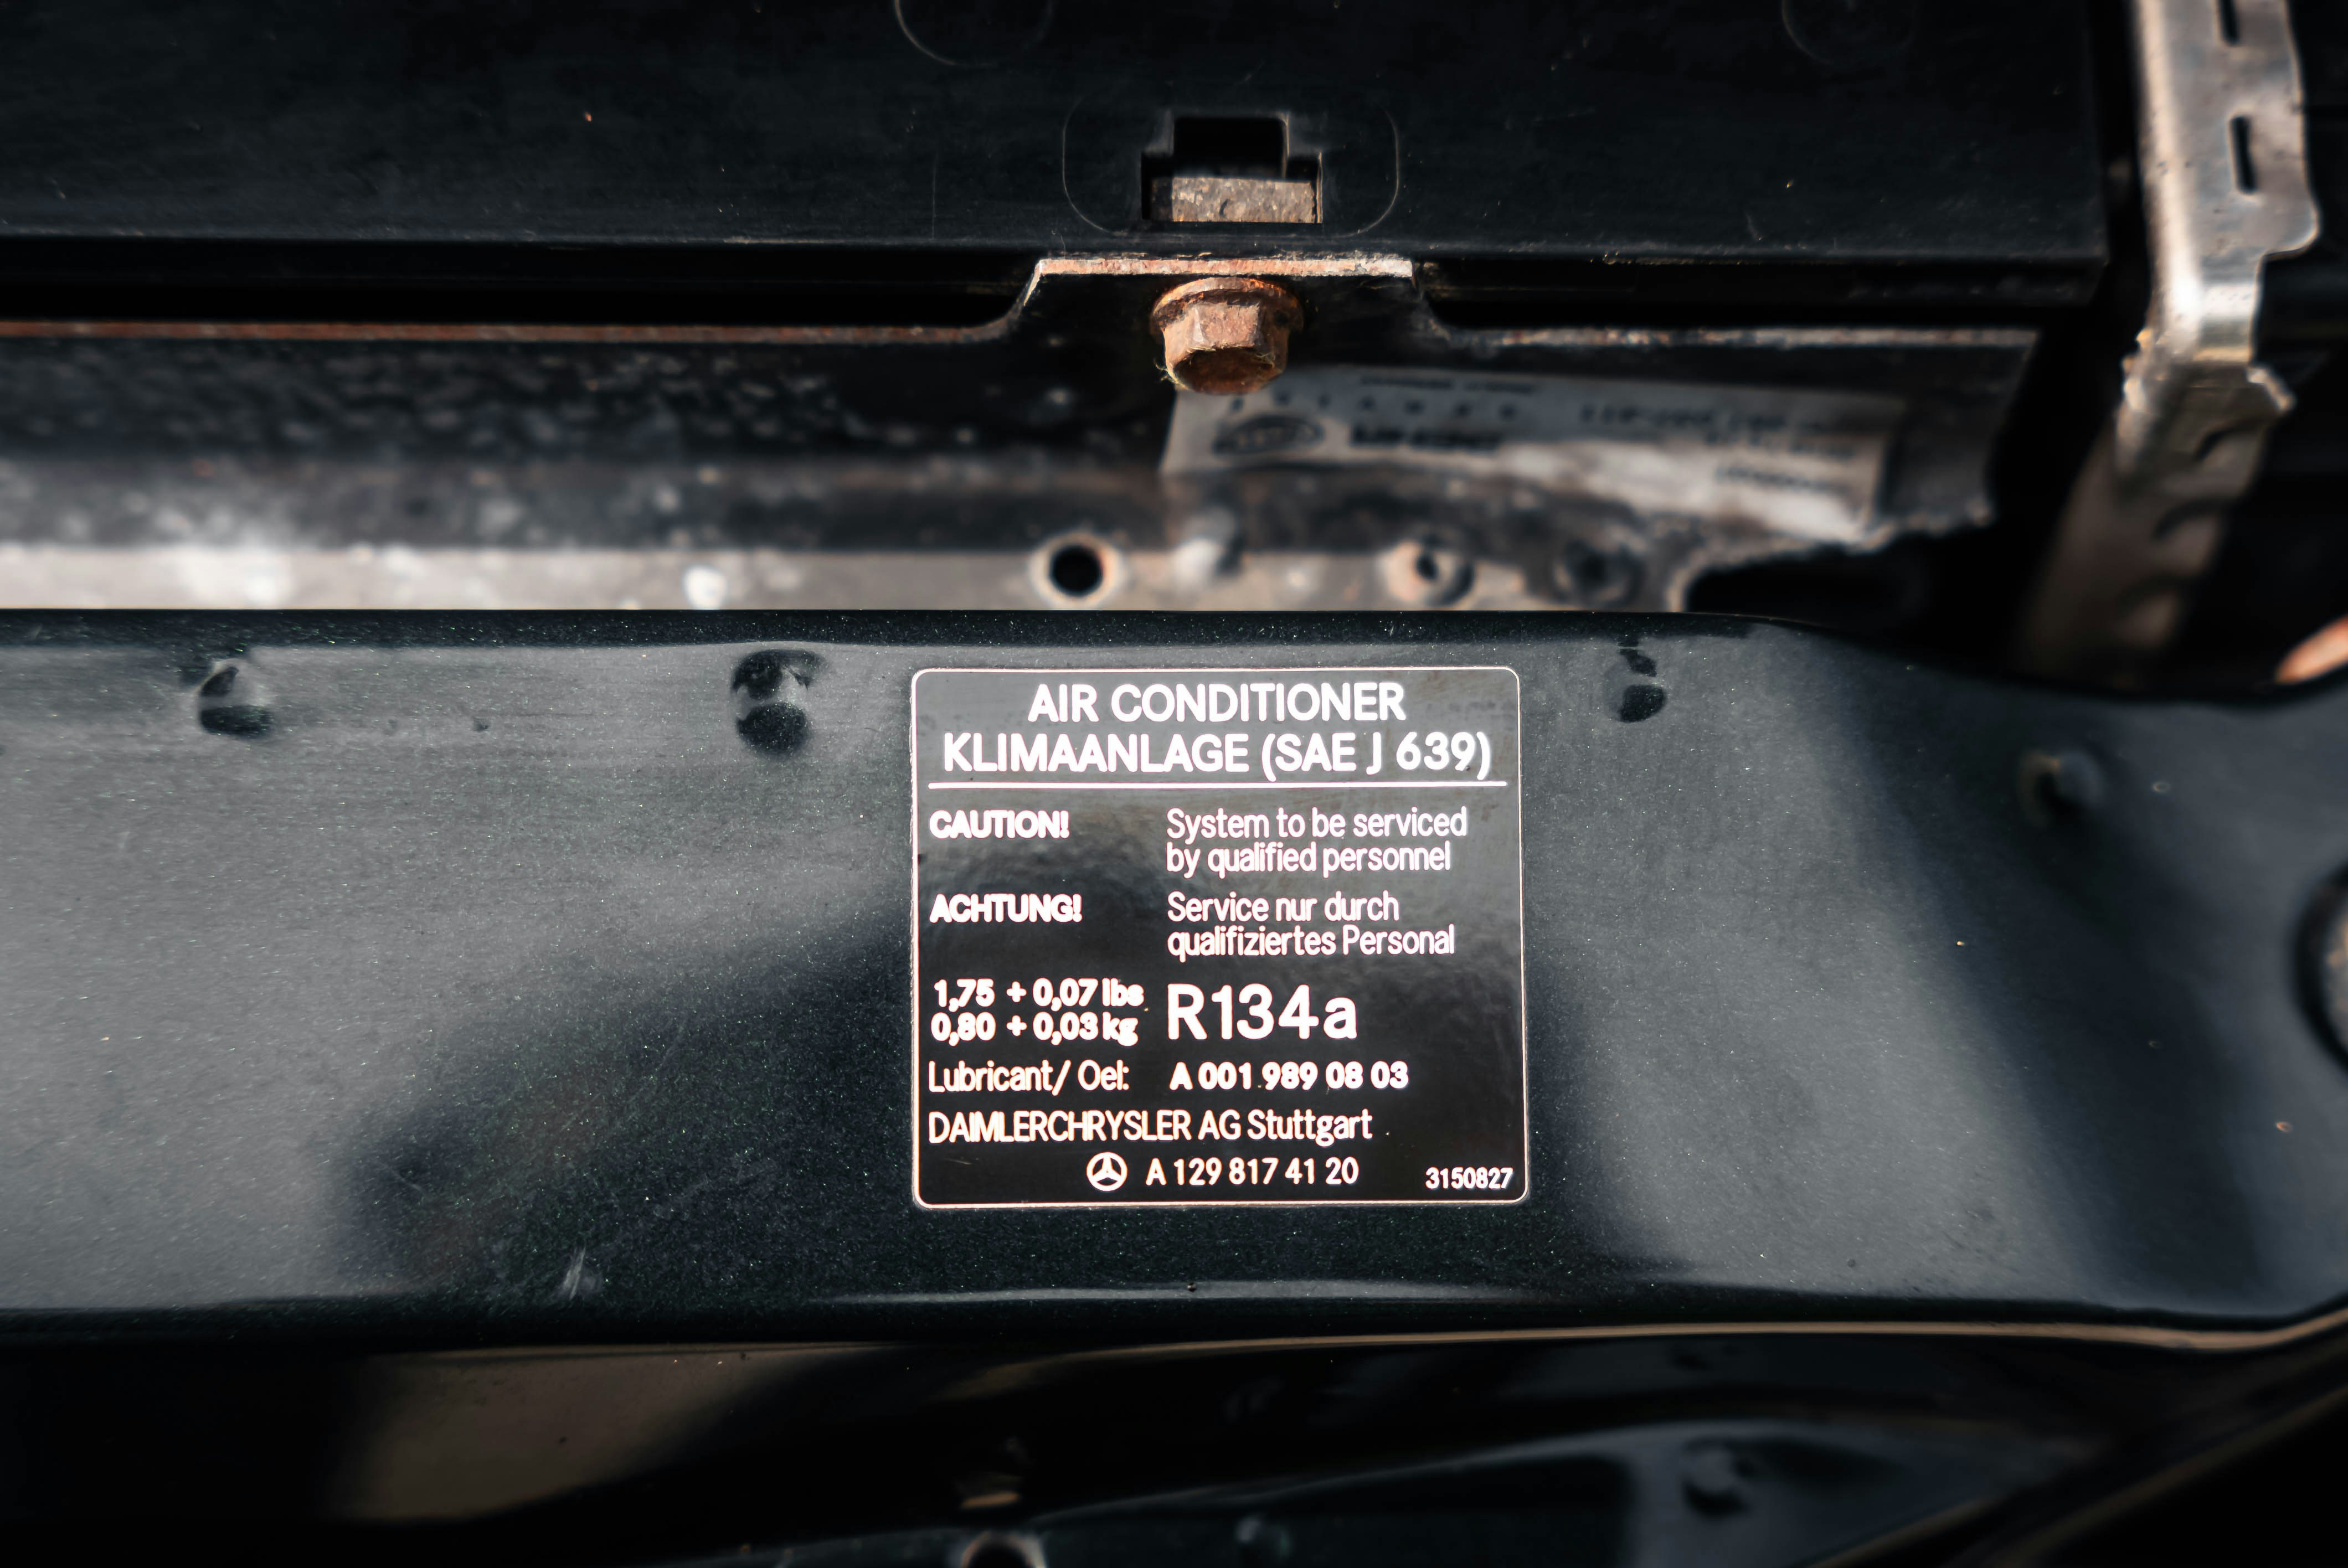 AIR CONDITIONER
KLIMAANLAGE (SAE J 639)
CAUTION! System to be serviced
by qualified personnel
ACHTUNG! Service nur durch
qualifiziertes Personal
1,75 + 0,07 lbs
0,80 + 0,03 kg
R134a
Lubricant/ Oel: A 001 989 08 03
DAIMLERCHRYSLER AG Stuttgart
A 129 817 41 20 3150827